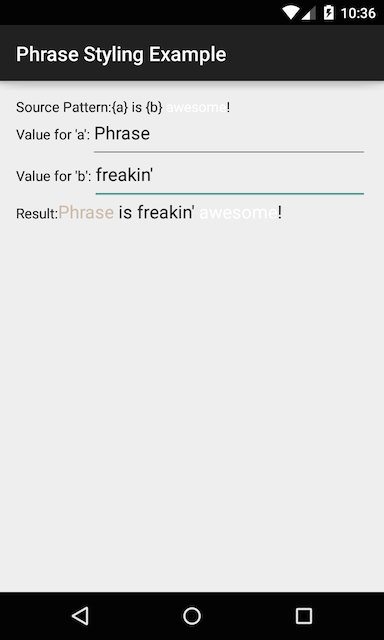 10:36
Phrase Styling Example
Source Pattern:{a} is {b} awesome!
Value for 'a': Phrase
Value for 'b': freakin'
Result:Phrase is freakin' awesome!